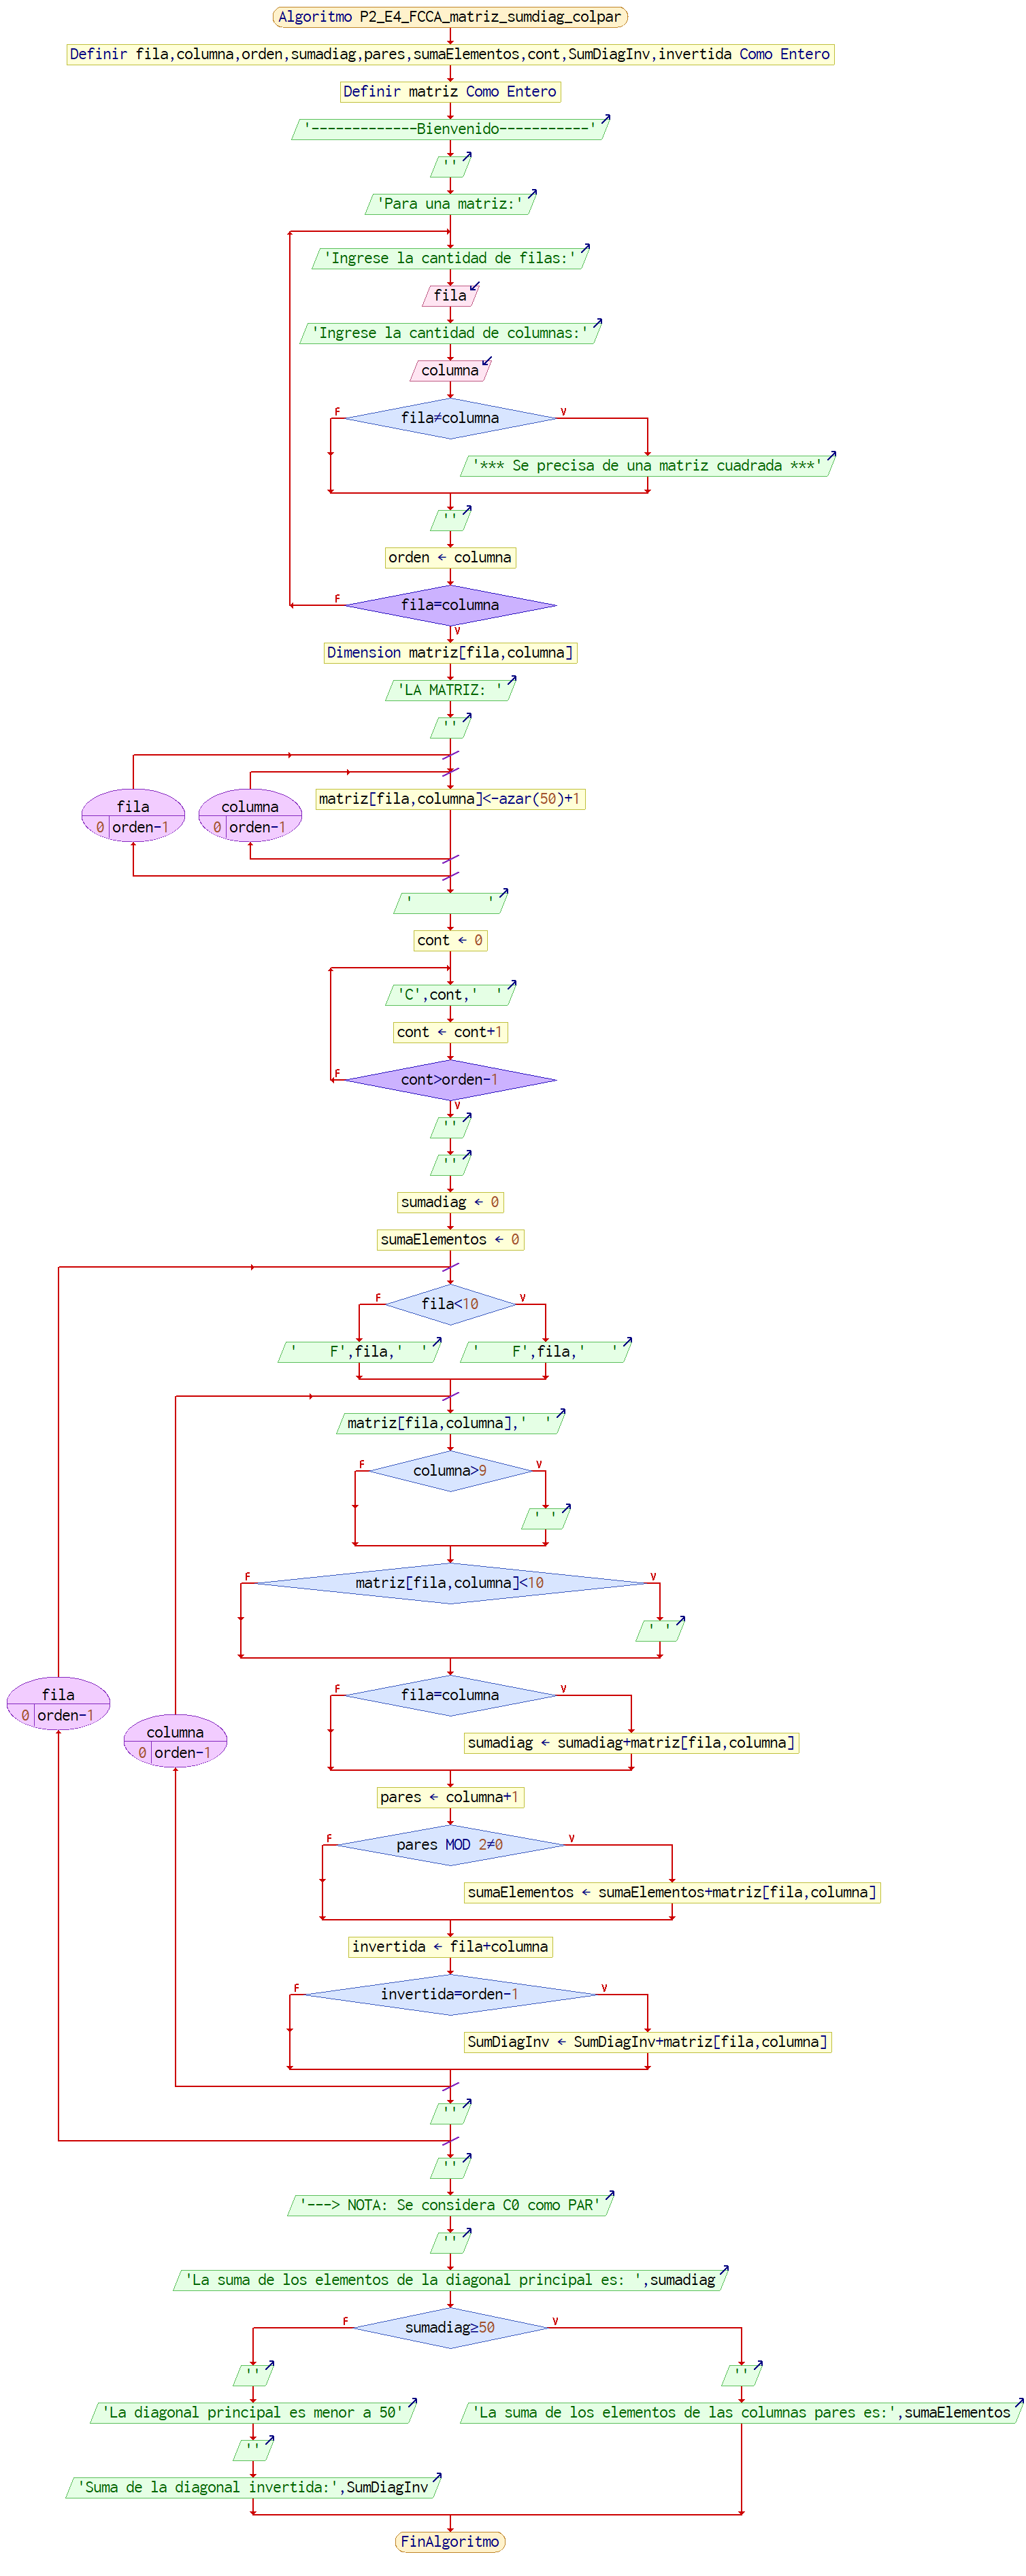 Algoritmo P2_E4_FCCA_matriz_sumdiag_colpar
Definir fila,columna,orden,sumadiag,pares,sumaElementos,cont,SumDiagInv,invertida Como Entero
Definir matriz Como Entero
'-------------Bienvenido-----------'
''
'Para una matriz:'
'Ingrese la cantidad de filas:'
fila
'Ingrese la cantidad de columnas:'
columna
F V
fila≠columna
'*** Se precisa de una matriz cuadrada ***'
''
orden ← columna
F
fila=columna
V
Dimension matriz[fila,columna]
'LA MATRIZ: '
''
fila
0 orden-1
columna
0 orden-1
matriz[fila,columna]<-azar(50)+1
'         '
cont ← 0
'C',cont,'  '
cont ← cont+1
F
cont>orden-1
V
''
''
sumadiag ← 0
sumaElementos ← 0
F V
fila<10
'    F',fila,'  '
'    F',fila,'   '
matriz[fila,columna],'  '
F V
columna>9
' '
F V
matriz[fila,columna]<10
' '
fila
0 orden-1
columna
0 orden-1
F V
fila=columna
sumadiag ← sumadiag+matriz[fila,columna]
pares ← columna+1
F V
pares MOD 2≠0
sumaElementos ← sumaElementos+matriz[fila,columna]
invertida ← fila+columna
F V
invertida=orden-1
SumDiagInv ← SumDiagInv+matriz[fila,columna]
''
''
'---> NOTA: Se considera C0 como PAR'
''
'La suma de los elementos de la diagonal principal es: ',sumadiag
F V
sumadiag≥50
''
'La diagonal principal es menor a 50'
''
'Suma de la diagonal invertida:',SumDiagInv
''
'La suma de los elementos de las columnas pares es:',sumaElementos
FinAlgoritmo